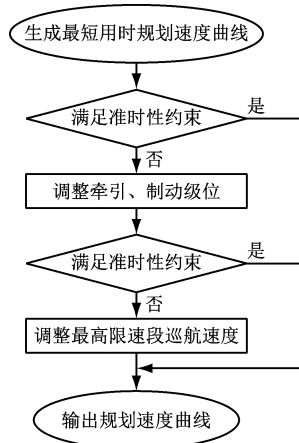 生成最短用时规划速度曲线
满足准时性约束
是
否
调整牵引、制动级位
满足准时性约束
是
否
调整最高限速段巡航速度
输出规划速度曲线